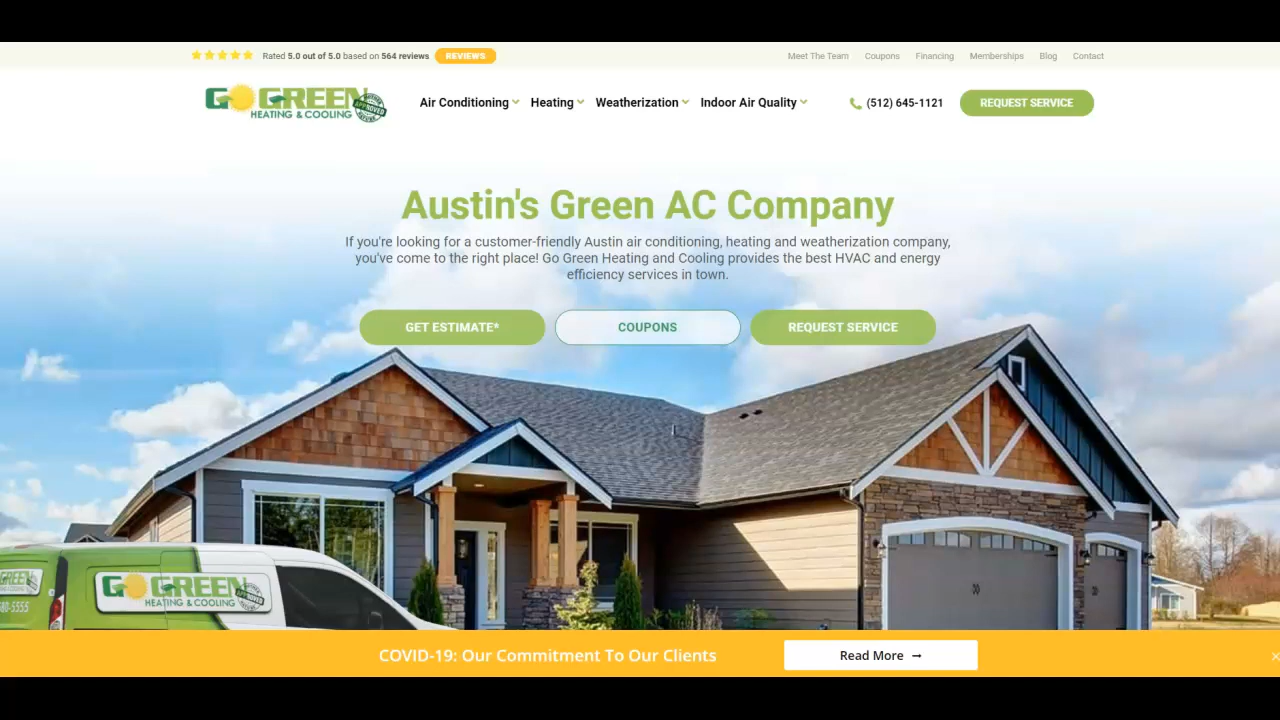 Rated 5.0 out of 5.0 based on 564 reviews
REVIEWS
Meet The Team
Coupons
Financing
Memberships
Blog
Contact
GO GREEN
HEATING & COOLING
APPROVED
Air Conditioning
Heating
Weatherization
Indoor Air Quality
(512) 645-1121
REQUEST SERVICE
Austin's Green AC Company
If you're looking for a customer-friendly Austin air conditioning, heating and weatherization company,
you've come to the right place! Go Green Heating and Cooling provides the best HVAC and energy
efficiency services in town.
GET ESTIMATE*
COUPONS
REQUEST SERVICE
GO GREEN
HEATING & COOLING
COVID-19: Our Commitment To Our Clients
Read More →
×